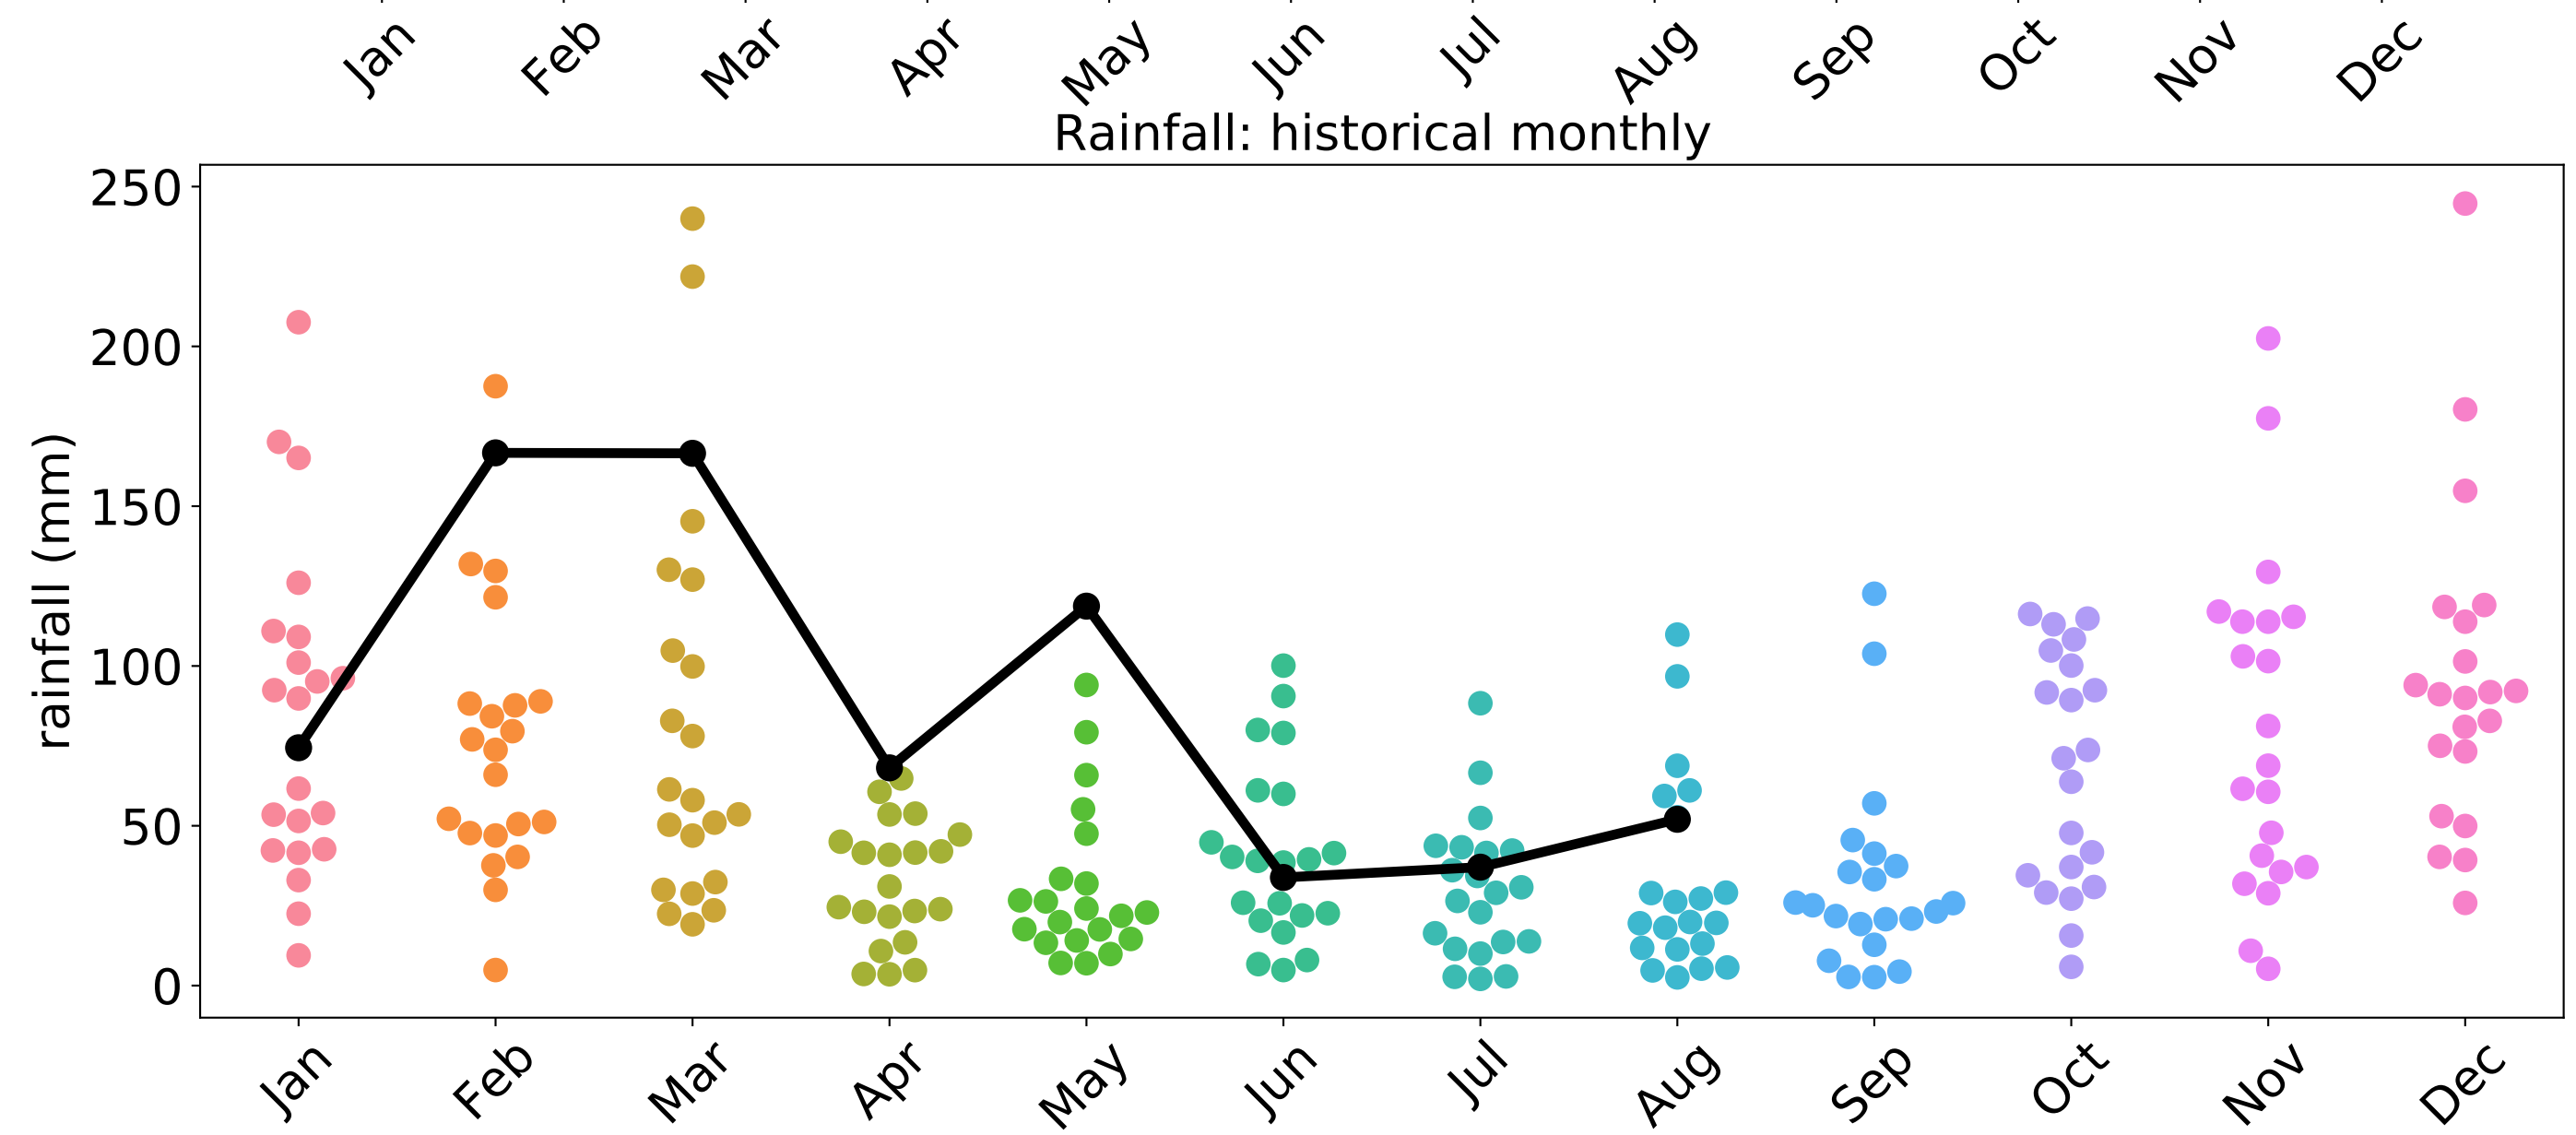 Jan Feb Mar Apr May Jun Jul Aug Sep Oct Nov Dec
Rainfall: historical monthly
250
200
150
100
50
0
rainfall (mm)
Jan Feb Mar Apr May Jun Jul Aug Sep Oct Nov Dec